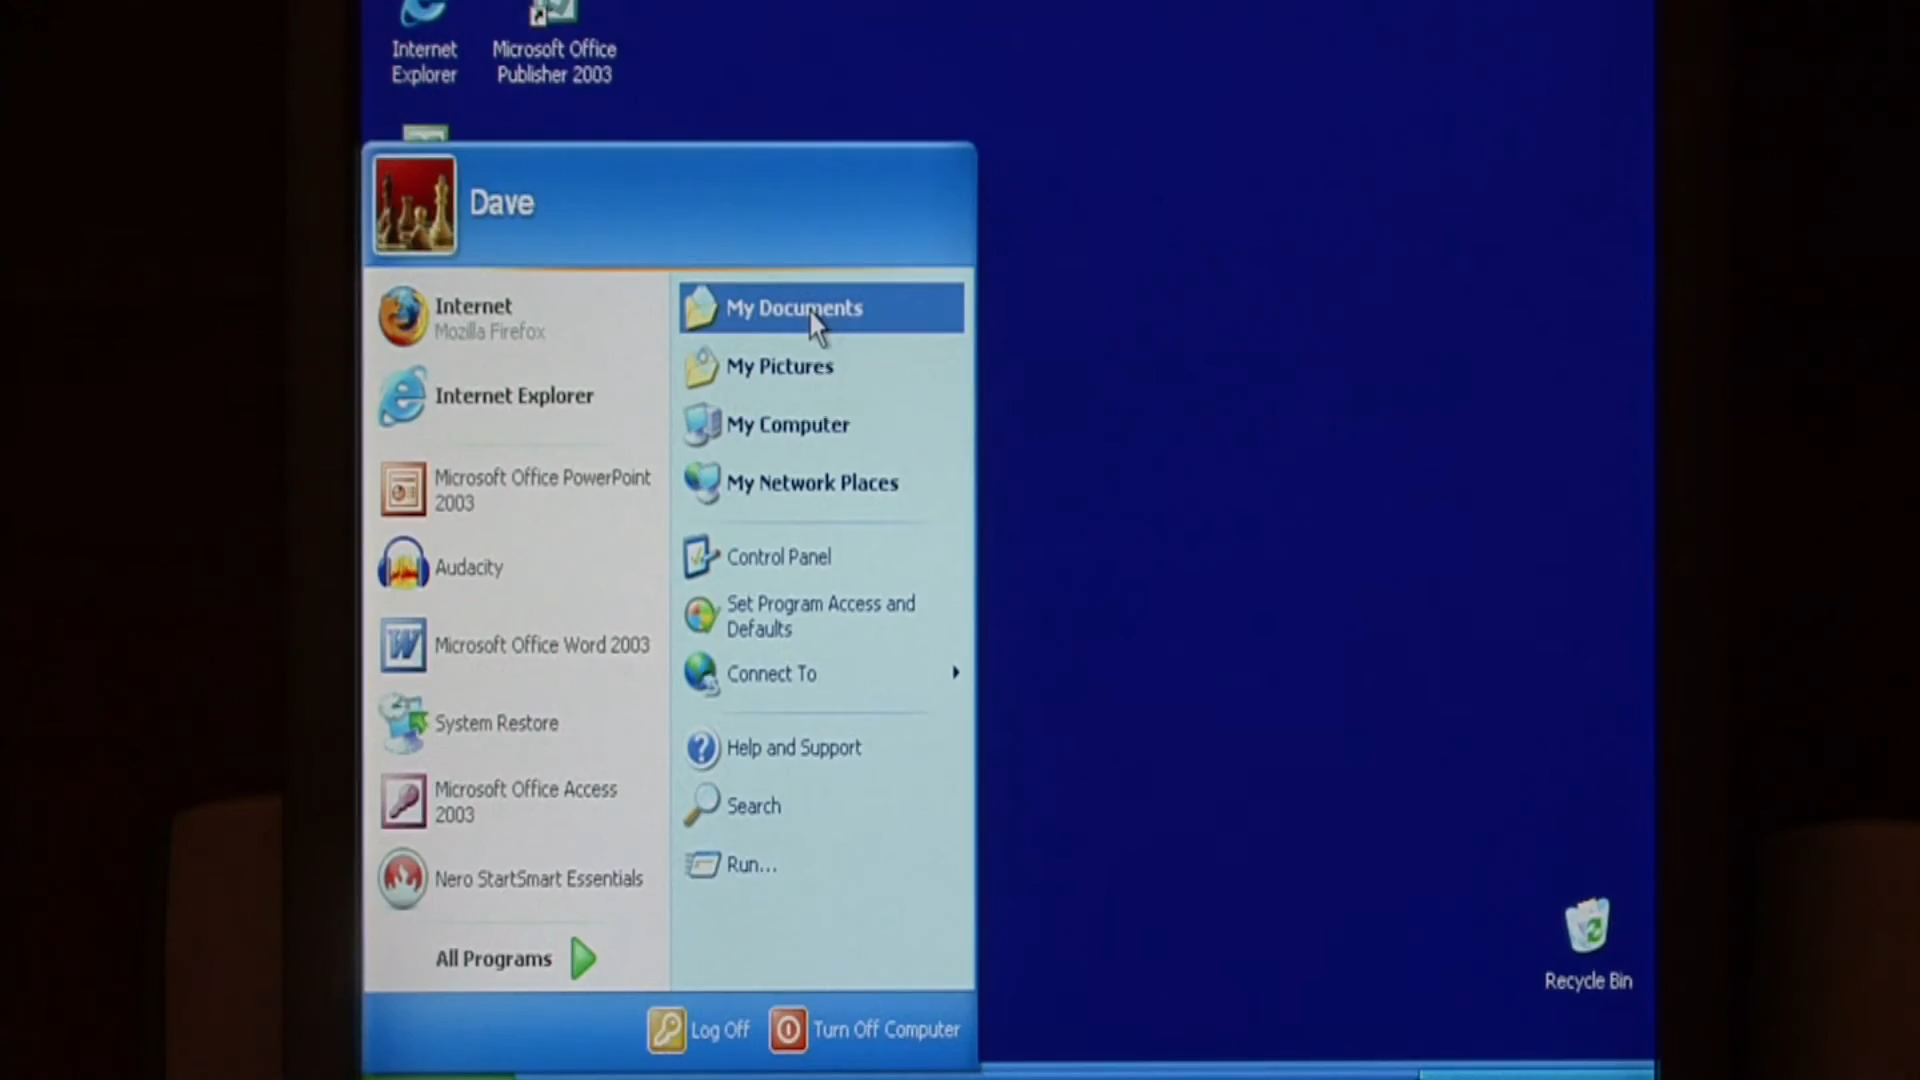 Internet
Explorer
Microsoft Office
Publisher 2003
Dave
Internet
Mozilla Firefox
Internet Explorer
Microsoft Office PowerPoint
2003
Audacity
Microsoft Office Word 2003
System Restore
Microsoft Office Access
2003
Nero StartSmart Essentials
All Programs
My Documents
My Pictures
My Computer
My Network Places
Control Panel
Set Program Access and
Defaults
Connect To
Help and Support
Search
Run...
Log Off
Turn Off Computer
Recycle Bin